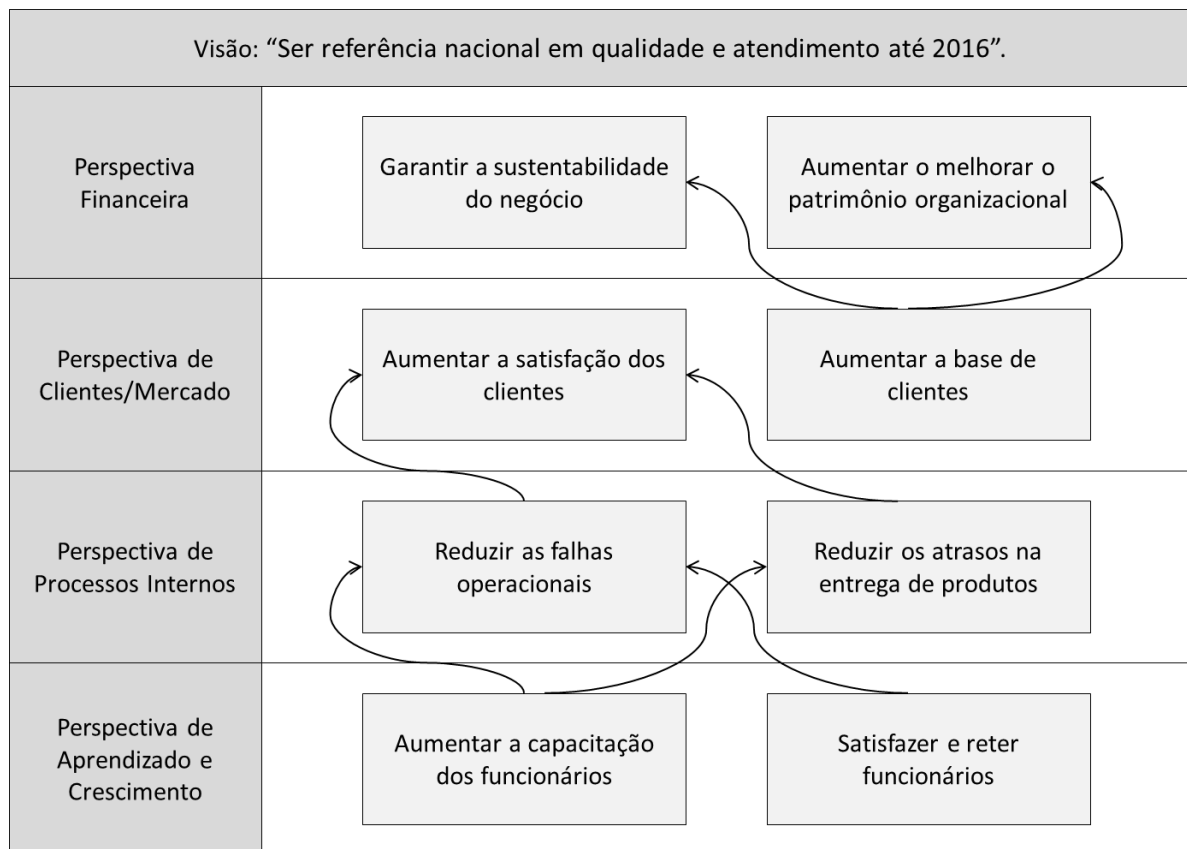 Visão: “Ser referência nacional em qualidade e atendimento até 2016”.
Perspectiva
Financeira
Garantir a sustentabilidade
do negócio
Aumentar o melhorar o
patrimônio organizacional
Perspectiva de
Clientes/Mercado
Aumentar a satisfação dos
clientes
Aumentar a base de
clientes
Perspectiva de
Processos Internos
Reduzir as falhas
operacionais
Reduzir os atrasos na
entrega de produtos
Perspectiva de
Aprendizado e
Crescimento
Aumentar a capacitação
dos funcionários
Satisfazer e reter
funcionários